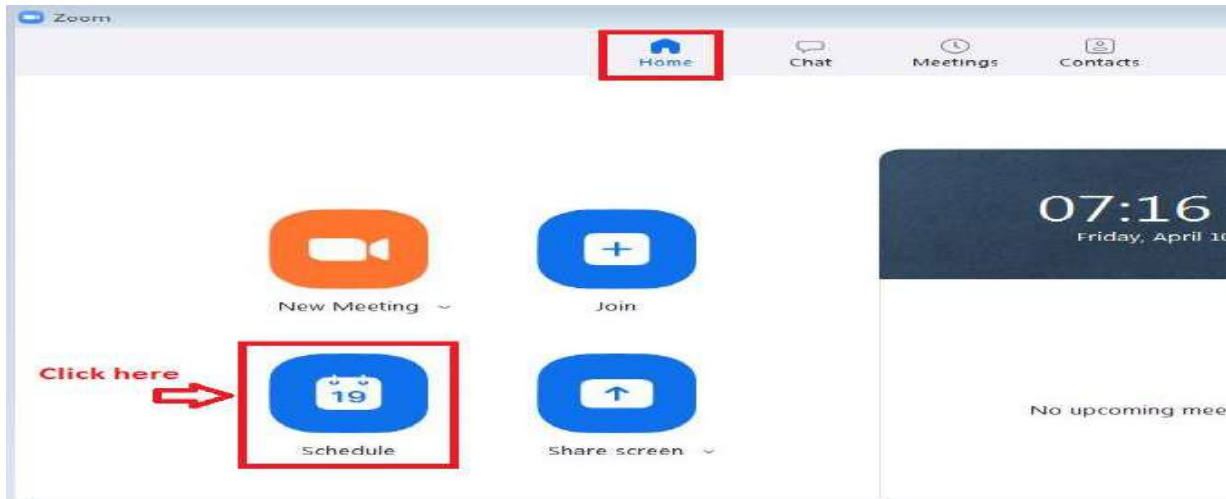 Zoom
Home Chat Meetings Contacts
07:16
Friday, April 10
New Meeting Join
Click here
19
Schedule Share screen
No upcoming mee